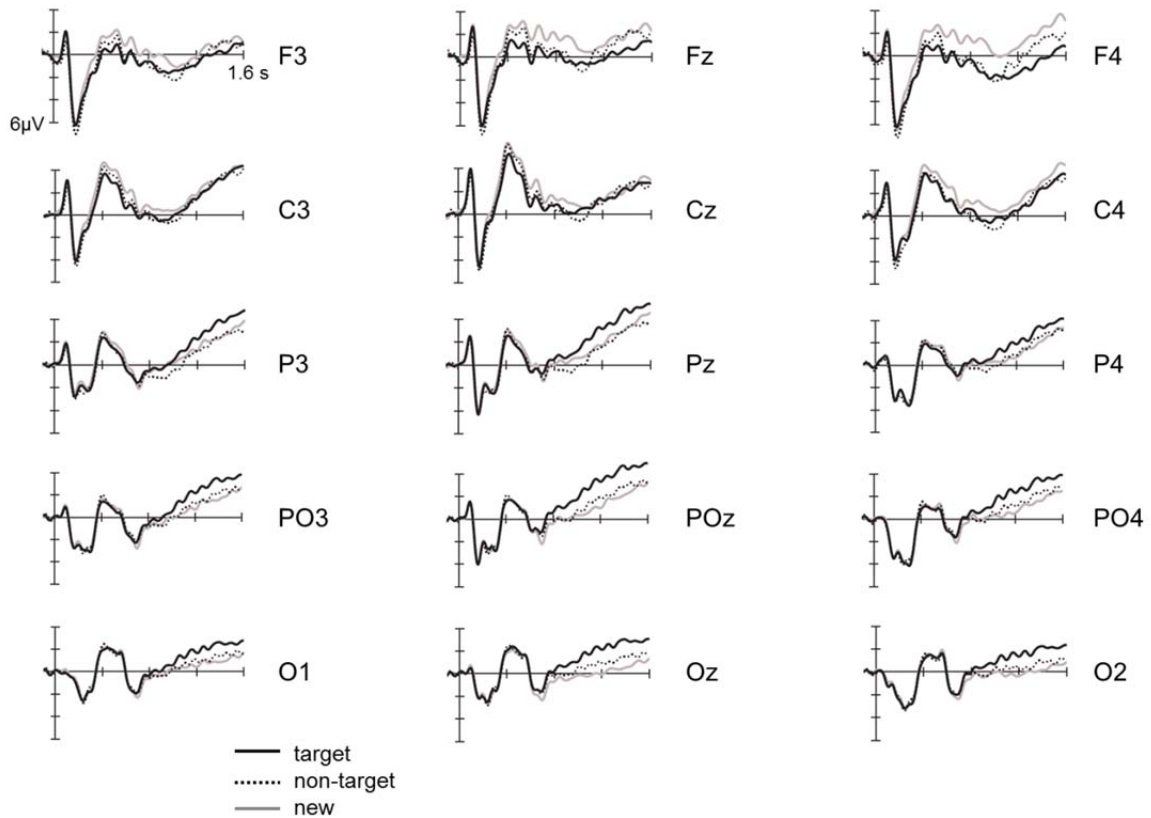 F3
Fz
F4
1.6 s
6μV
C3
Cz
C4
P3
Pz
P4
PO3
POz
PO4
O1
Oz
O2
target
non-target
new